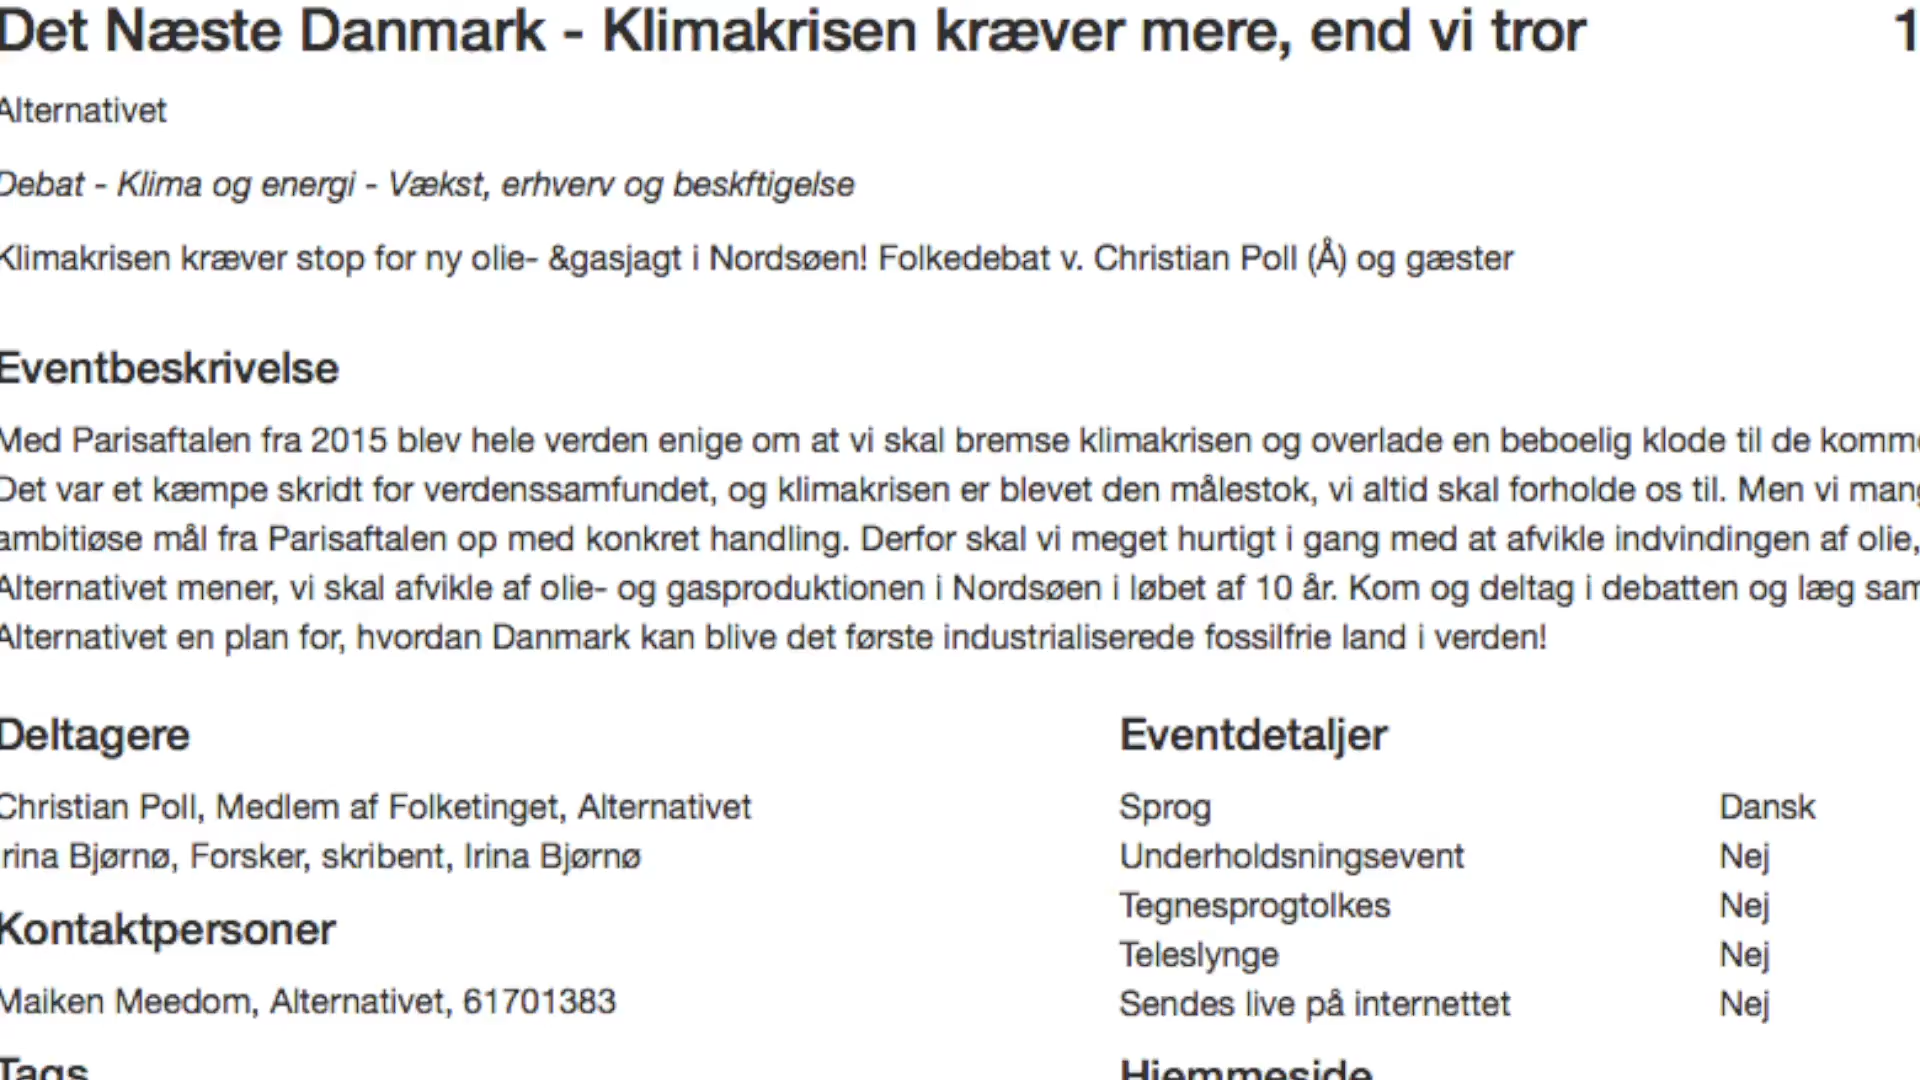 Det Næste Danmark - Klimakrisen kræver mere, end vi tror 1
Alternativet
Debat - Klima og energi - Vækst, erhverv og beskftigelse
Klimakrisen kræver stop for ny olie- &gasjagt i Nordsøen! Folkedebat v. Christian Poll (Å) og gæster
Eventbeskrivelse
Med Parisaftalen fra 2015 blev hele verden enige om at vi skal bremse klimakrisen og overlade en beboelig klode til de
Det var et kæmpe skridt for verdenssamfundet, og klimakrisen er blevet den målestok, vi altid skal forholde os til. Men vi
ambitiøse mål fra Parisaftalen op med konkret handling. Derfor skal vi meget hurtigt i gang med at afvikle indvindingen af olie,
Alternativet mener, vi skal afvikle af olie- og gasproduktionen i Nordsøen i løbet af 10 år. Kom og deltag i debatten og læg
Alternativet en plan for, hvordan Danmark kan blive det første industrialiserede fossilfrie land i verden!
Deltagere
Christian Poll, Medlem af Folketinget, Alternativet
Irina Bjørnø, Forsker, skribent, Irina Bjørnø
Kontaktpersoner
Maiken Meedom, Alternativet, 61701383
Tags
Eventdetaljer
Sprog Dansk
Underholdsningsevent Nej
Tegnesprogtolkes Nej
Teleslynge Nej
Sendes live på internettet Nej
Hjemmeside